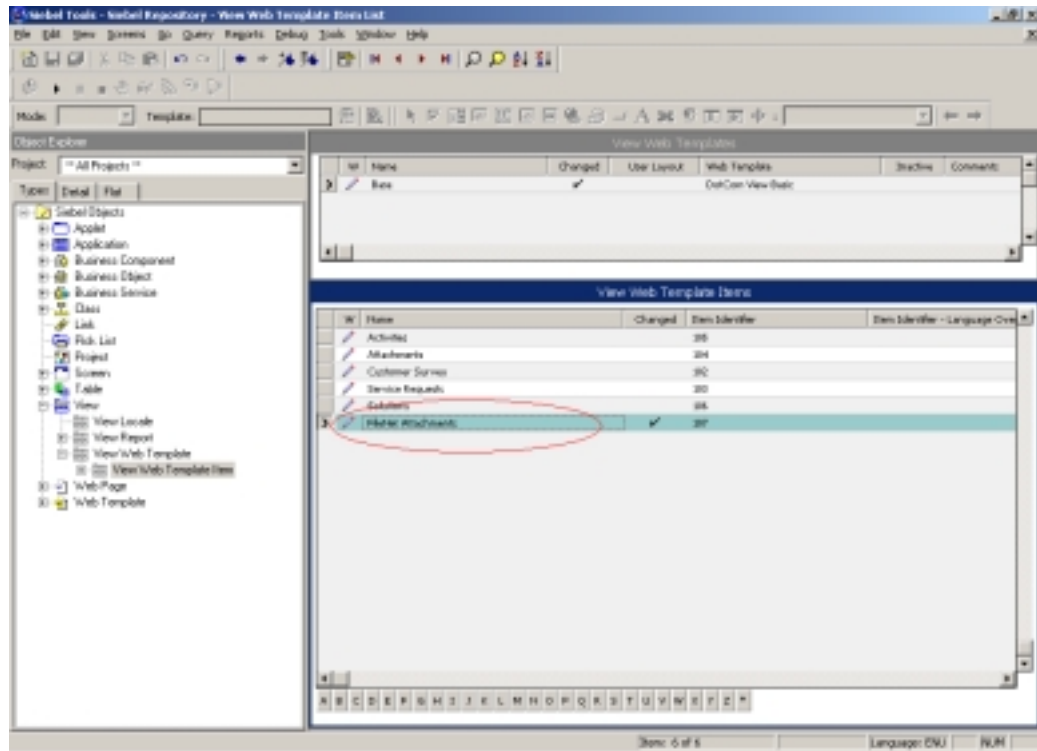 Siebel Tools - Siebel Repository - View Web Template Item List
File Edit View Screens Go Query Reports Debug Tools Window Help
Mode: Template:
Object Explorer
Project: ** All Projects **
Types Detail Flat
Siebel Objects
Applet
Application
Business Component
Business Object
Business Service
Class
Link
Pick List
Project
Screen
Table
View
View Locale
View Report
View Web Template
View Web Template Item
Web Page
Web Template
View Web Templates
W Name Changed User Layout Web Template Inactive Comments
Base DotCom View Basic
View Web Template Items
W Name Changed Item Identifier Item Identifier - Language Ove
Activities
Attachments 104
Customer Survey 102
Service Requests
Solutions
Attachments 107
A B C D E F G H I J K L M N O P Q R S T U V W X Y Z *
Item: 6 of 6 Language: ENU NUM